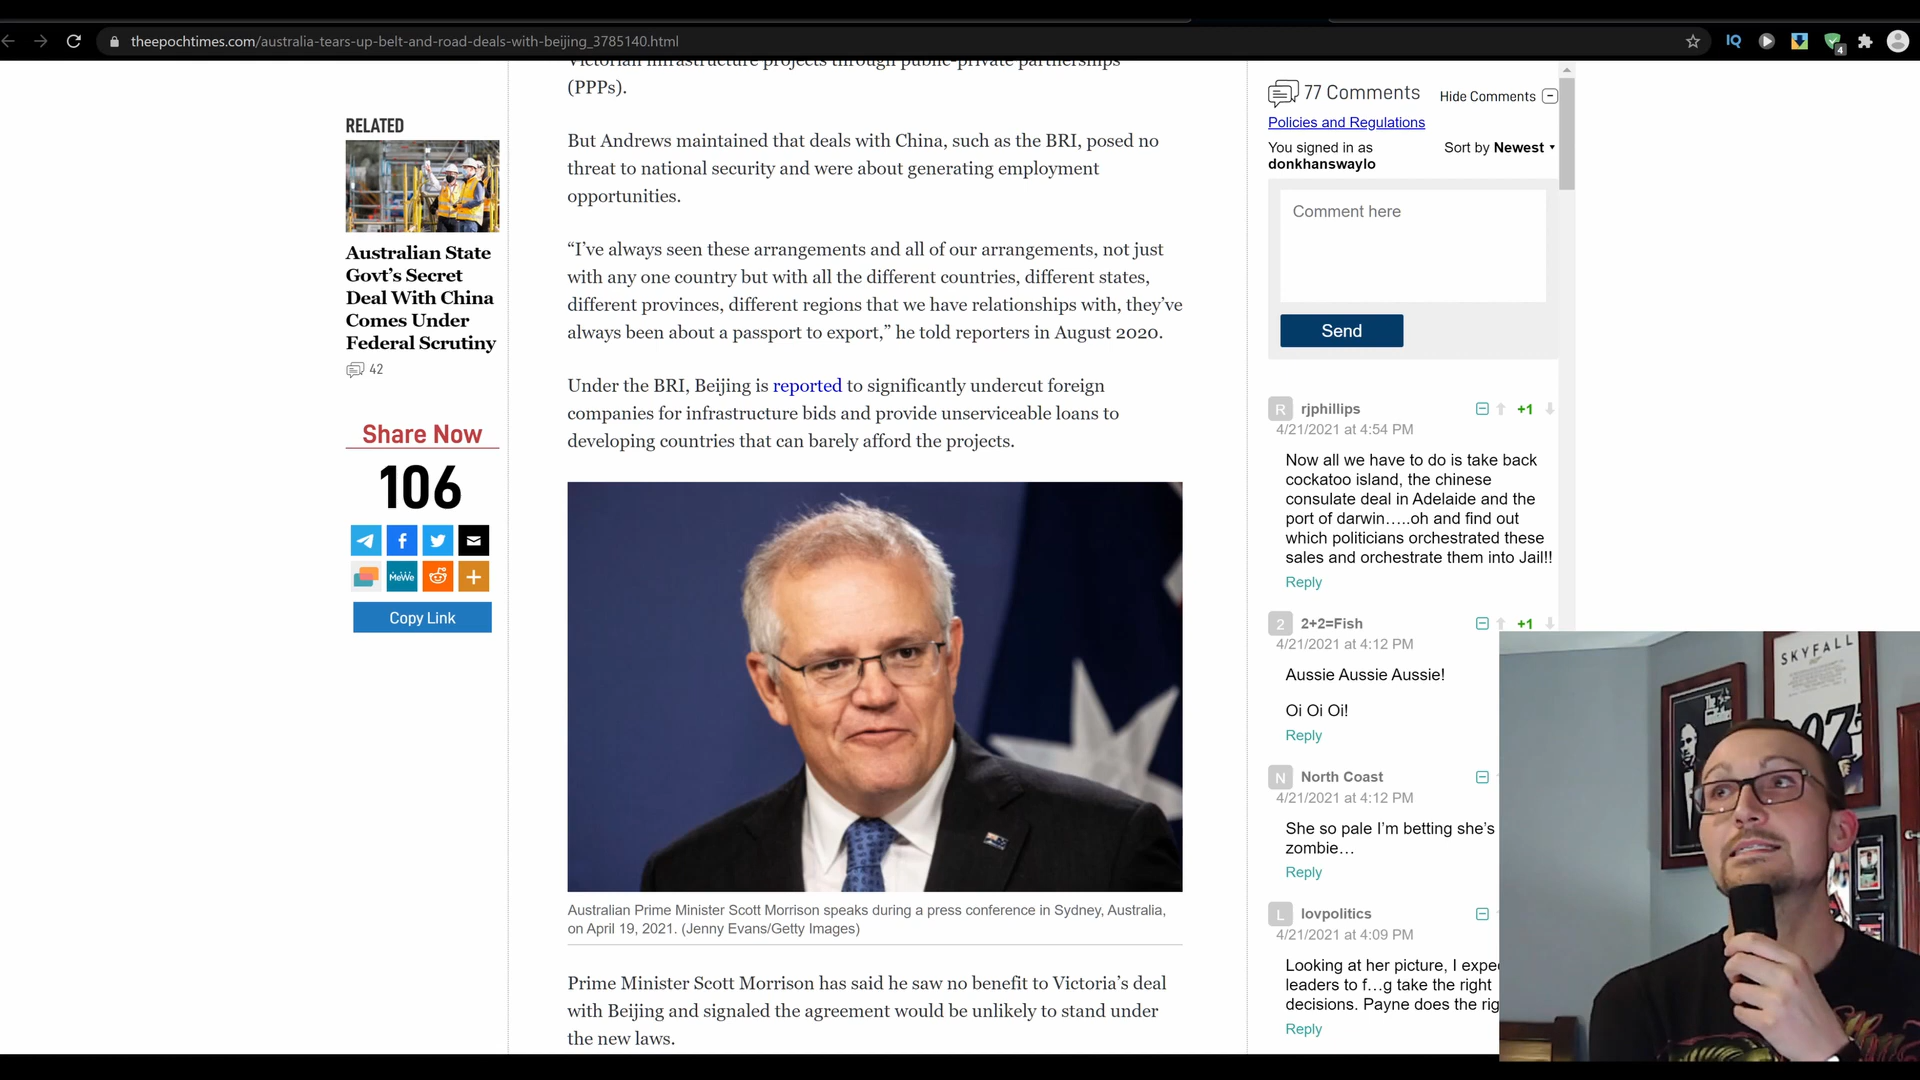 theepochtimes.com/australia-tears-up-belt-and-road-deals-with-beijing_3785140.html
IQ
4
RELATED
Australian State
Govt’s Secret
Deal With China
Comes Under
Federal Scrutiny
42
Share Now
106
MeWe
Copy Link
Victorian infrastructure projects through public-private partnerships
(PPPs).
But Andrews maintained that deals with China, such as the BRI, posed no
threat to national security and were about generating employment
opportunities.
“I’ve always seen these arrangements and all of our arrangements, not just
with any one country but with all the different countries, different states,
different provinces, different regions that we have relationships with, they’ve
always been about a passport to export,” he told reporters in August 2020.
Under the BRI, Beijing is reported to significantly undercut foreign
companies for infrastructure bids and provide unserviceable loans to
developing countries that can barely afford the projects.
Australian Prime Minister Scott Morrison speaks during a press conference in Sydney, Australia,
on April 19, 2021. (Jenny Evans/Getty Images)
Prime Minister Scott Morrison has said he saw no benefit to Victoria’s deal
with Beijing and signaled the agreement would be unlikely to stand under
the new laws.
77 Comments
Hide Comments
Policies and Regulations
You signed in as
donkhanswaylo
Sort by Newest
Comment here
Send
R rjphillips +1
4/21/2021 at 4:54 PM
Now all we have to do is take back
cockatoo island, the chinese
consulate deal in Adelaide and the
port of darwin…..oh and find out
which politicians orchestrated these
sales and orchestrate them into Jail!!
Reply
2 2+2=Fish +1
4/21/2021 at 4:12 PM
Aussie Aussie Aussie!
Oi Oi Oi!
Reply
N North Coast
4/21/2021 at 4:12 PM
She so pale I’m betting she’s
zombie…
Reply
L lovpolitics
4/21/2021 at 4:09 PM
Looking at her picture, I expe
leaders to f…g take the right
decisions. Payne does the rig
Reply
SKYFALL
007